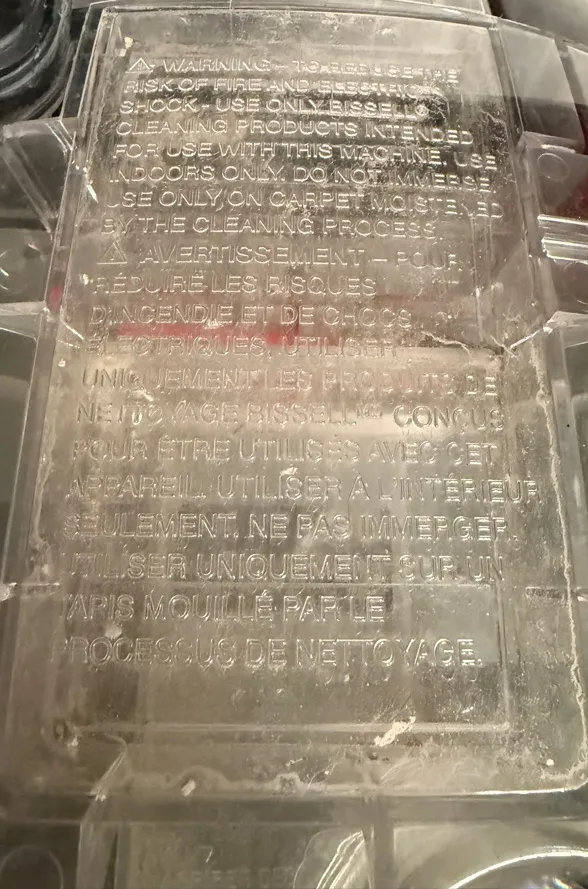 ⚠ WARNING - TO REDUCE THE
RISK OF FIRE AND ELECTRICAL
SHOCK - USE ONLY BISSELL®
CLEANING PRODUCTS INTENDED
FOR USE WITH THIS MACHINE. USE
INDOORS ONLY. DO NOT IMMERSE.
USE ONLY ON CARPET MOISTENED
BY THE CLEANING PROCESS.
⚠ AVERTISSEMENT – POUR
RÉDUIRE LES RISQUES
D'INCENDIE ET DE CHOCS
ÉLECTRIQUES, UTILISER
UNIQUEMENT LES PRODUITS DE
NETTOYAGE BISSELL CONÇUS
POUR ÊTRE UTILISÉS AVEC CET
APPAREIL. UTILISER À L'INTÉRIEUR
SEULEMENT. NE PAS IMMERGER.
UTILISER UNIQUEMENT SUR UN
TAPIS MOUILLÉ PAR LE
PROCESSUS DE NETTOYAGE.